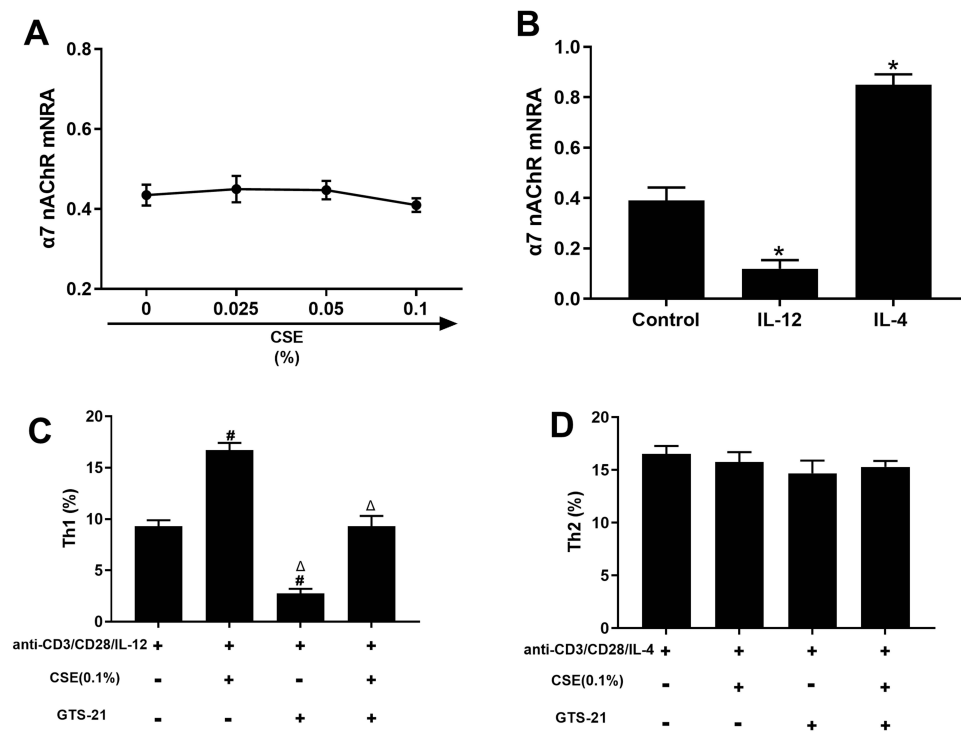 A
α7 nAChR mNRA
0.8
0.6
0.4
0.2
0 0.025 0.05 0.1
CSE
(%)
B
α7 nAChR mNRA
1.0
0.8
0.6
0.4
0.2
0.0
*
*
Control IL-12 IL-4
C
Th1 (%)
20
15
10
5
0
#
Δ
#
Δ
anti-CD3/CD28/IL-12 + + + +
CSE(0.1%) - + - +
GTS-21 - - + +
D
Th2 (%)
20
15
10
5
0
anti-CD3/CD28/IL-4 + + + +
CSE(0.1%) - + - +
GTS-21 - - + +